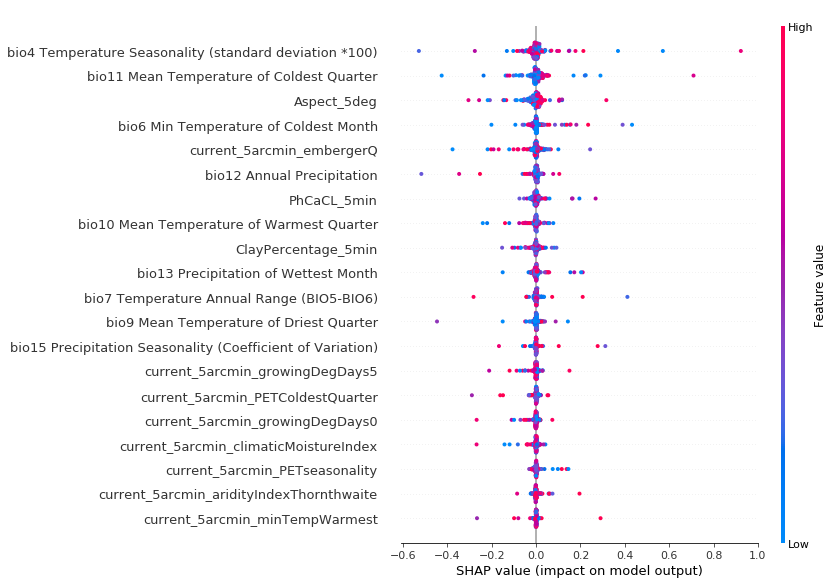 High
bio4 Temperature Seasonality (standard deviation *100)
bio11 Mean Temperature of Coldest Quarter
Aspect_5deg
bio6 Min Temperature of Coldest Month
current_5arcmin_embergerQ
bio12 Annual Precipitation
PhCaCL_5min
bio10 Mean Temperature of Warmest Quarter
ClayPercentage_5min
bio13 Precipitation of Wettest Month
bio7 Temperature Annual Range (BIO5-BIO6)
bio9 Mean Temperature of Driest Quarter
bio15 Precipitation Seasonality (Coefficient of Variation)
current_5arcmin_growingDegDays5
current_5arcmin_PETColdestQuarter
current_5arcmin_growingDegDays0
current_5arcmin_climaticMoistureIndex
current_5arcmin_PETseasonality
current_5arcmin_aridityIndexThornthwaite
current_5arcmin_minTempWarmest
Feature value
Low
−0.6 −0.4 −0.2 0.0 0.2 0.4 0.6 0.8 1.0
SHAP value (impact on model output)